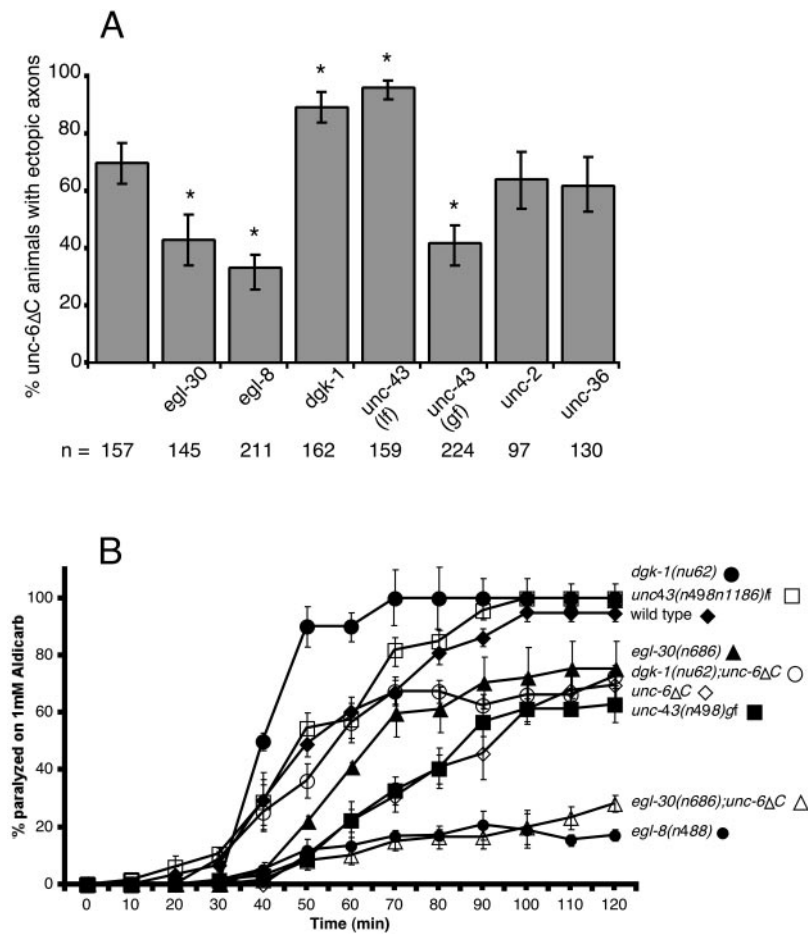 A
% unc-6ΔC animals with ectopic axons
100
80
60
40
20
0
* * * * *
egl-30
egl-8
dgk-1
unc-43
(lf)
unc-43
(gf)
unc-2
unc-36
n = 157 145 211 162 159 224 97 130
B
% paralyzed on 1mM Aldicarb
100
80
60
40
20
0
0 10 20 30 40 50 60 70 80 90 100 110 120
Time (min)
dgk-1(nu62)
unc43(n498n1186)lf
wild type
egl-30(n686)
dgk-1(nu62);unc-6ΔC
unc-6ΔC
unc-43(n498)gf
egl-30(n686);unc-6ΔC
egl-8(n488)